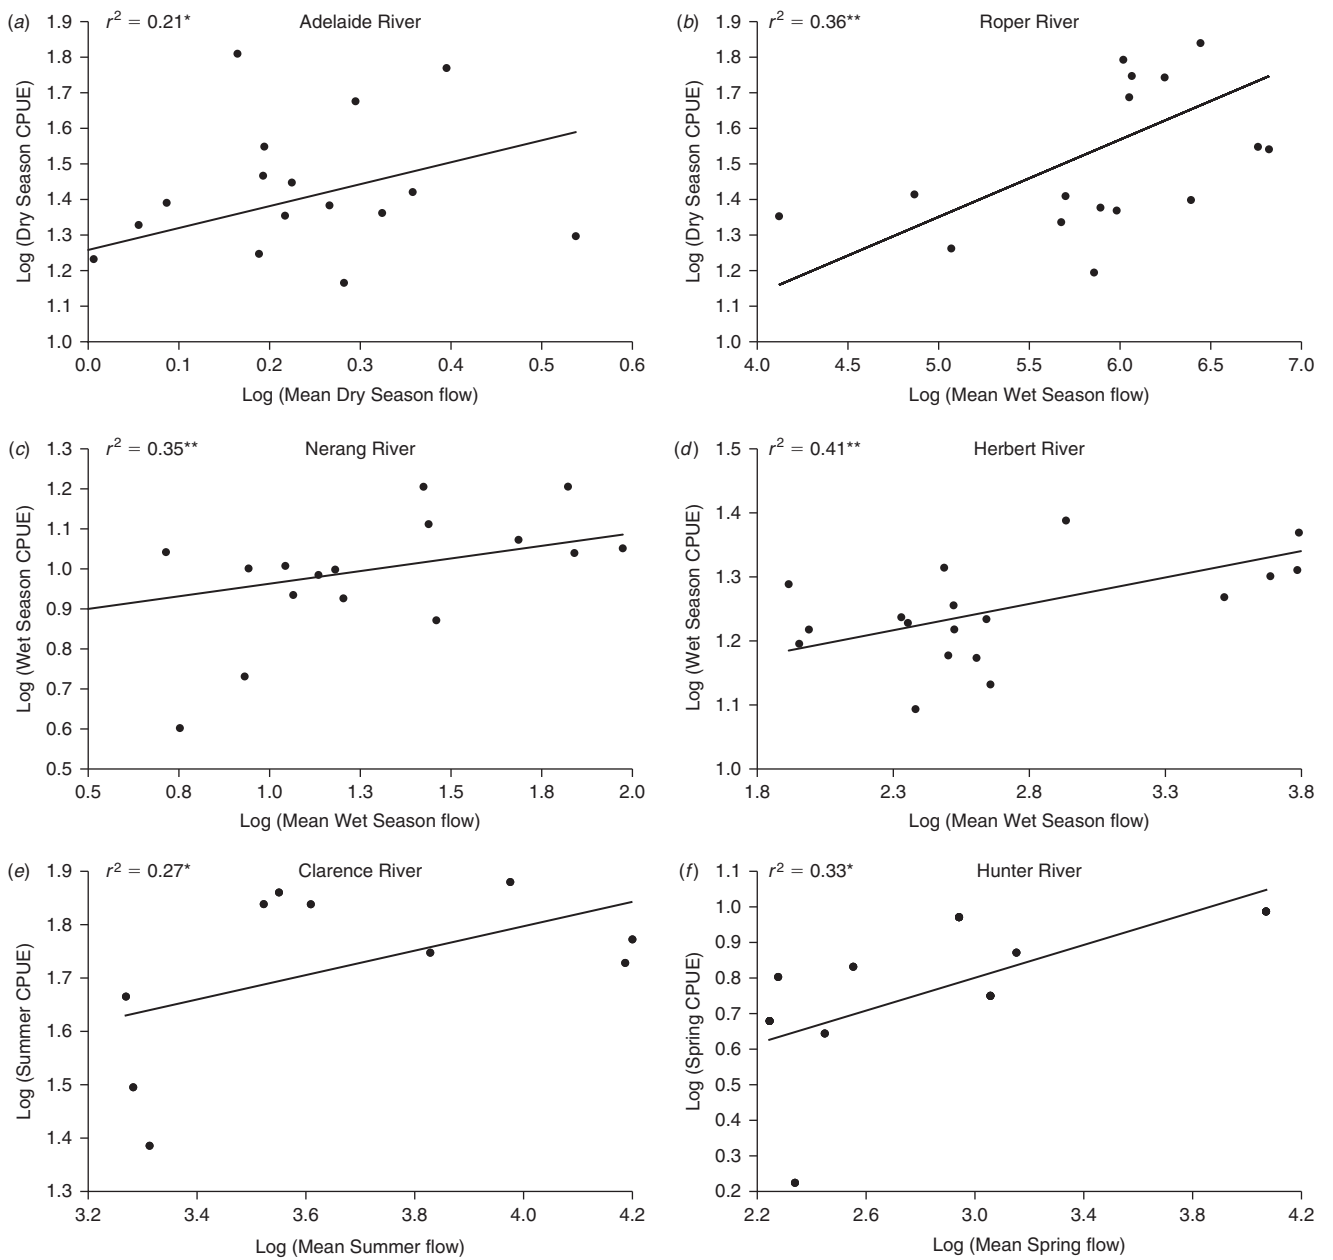 (a) r² = 0.21* Adelaide River
Log (Dry Season CPUE)
1.9
1.8
1.7
1.6
1.5
1.4
1.3
1.2
1.1
1.0
0.0 0.1 0.2 0.3 0.4 0.5 0.6
Log (Mean Dry Season flow)
(b) r² = 0.36** Roper River
Log (Dry Season CPUE)
1.9
1.8
1.7
1.6
1.5
1.4
1.3
1.2
1.1
1.0
4.0 4.5 5.0 5.5 6.0 6.5 7.0
Log (Mean Wet Season flow)
(c) r² = 0.35** Nerang River
Log (Wet Season CPUE)
1.3
1.2
1.1
1.0
0.9
0.8
0.7
0.6
0.5
0.5 0.8 1.0 1.3 1.5 1.8 2.0
Log (Mean Wet Season flow)
(d) r² = 0.41** Herbert River
Log (Wet Season CPUE)
1.5
1.4
1.3
1.2
1.1
1.0
1.8 2.3 2.8 3.3 3.8
Log (Mean Wet Season flow)
(e) r² = 0.27* Clarence River
Log (Summer CPUE)
1.9
1.8
1.7
1.6
1.5
1.4
1.3
3.2 3.4 3.6 3.8 4.0 4.2
Log (Mean Summer flow)
(f) r² = 0.33* Hunter River
Log (Spring CPUE)
1.1
1.0
0.9
0.8
0.7
0.6
0.5
0.4
0.3
0.2
2.2 2.6 3.0 3.4 3.8 4.2
Log (Mean Spring flow)